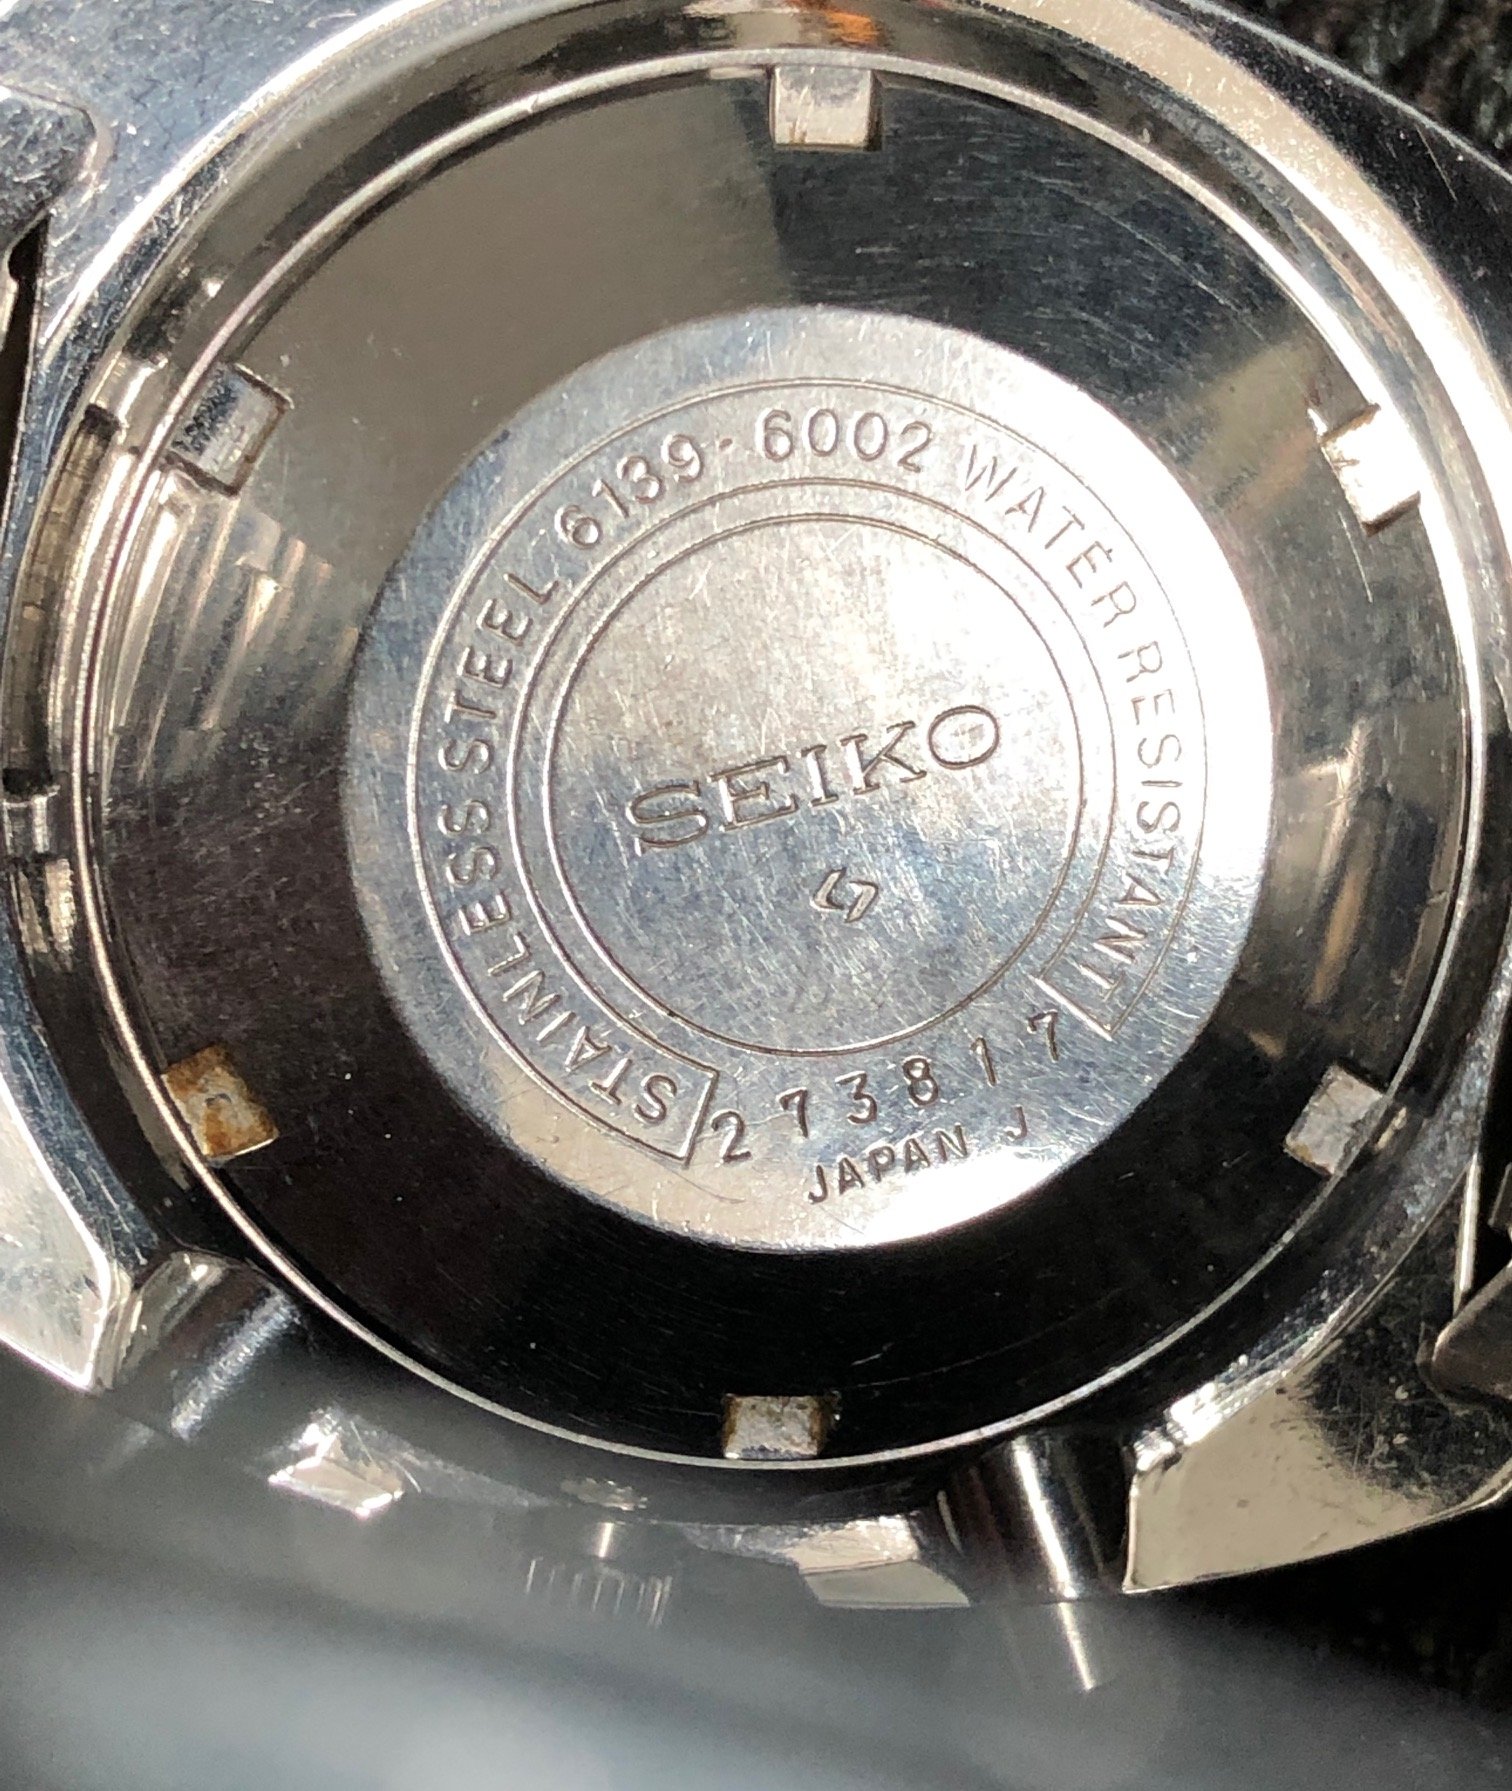 STAINLESS STEEL 6139-6002 WATER RESISTANT
SEIKO
273817
JAPAN J